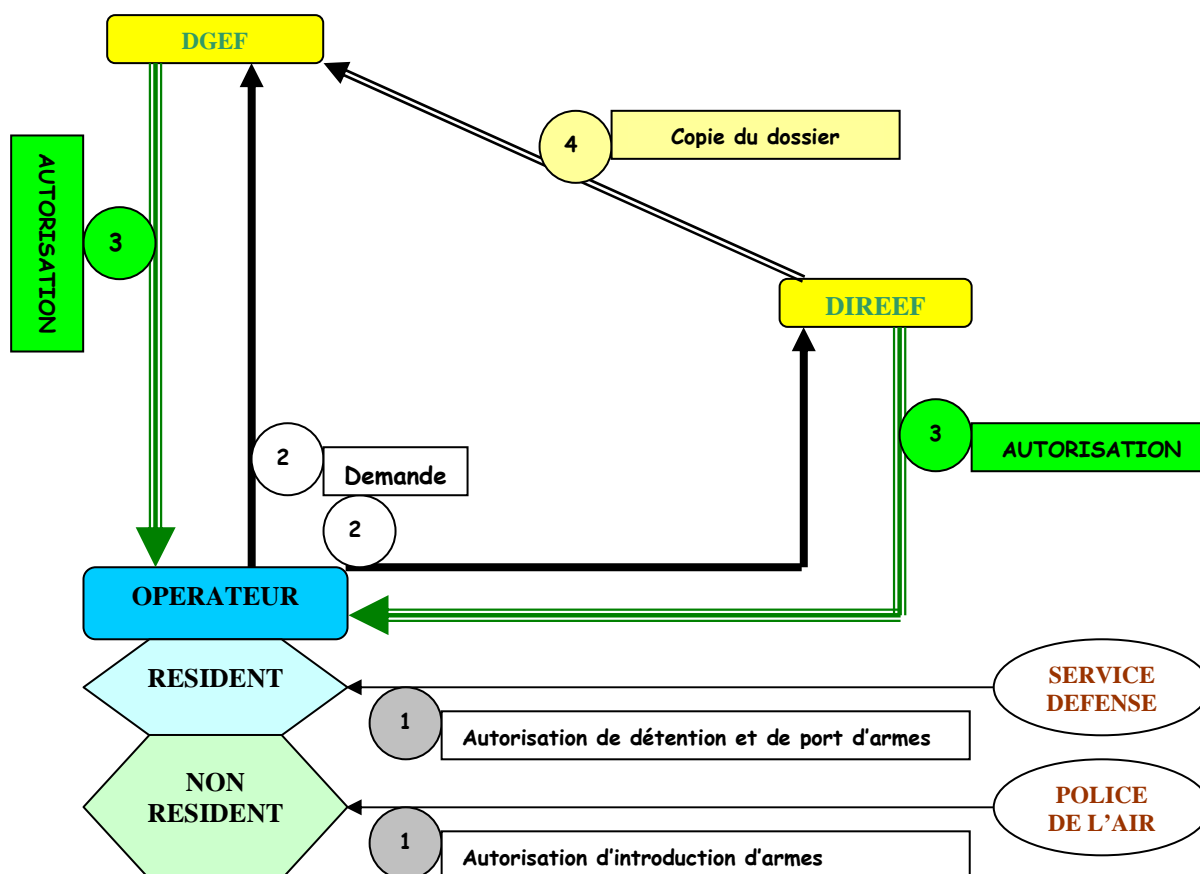 DGEF
4
Copie du dossier
AUTORISATION
3
DIREEF
3
AUTORISATION
2
Demande
2
OPERATEUR
RESIDENT
SERVICE
DEFENSE
1
Autorisation de détention et de port d’armes
NON
RESIDENT
POLICE
DE L’AIR
1
Autorisation d’introduction d’armes